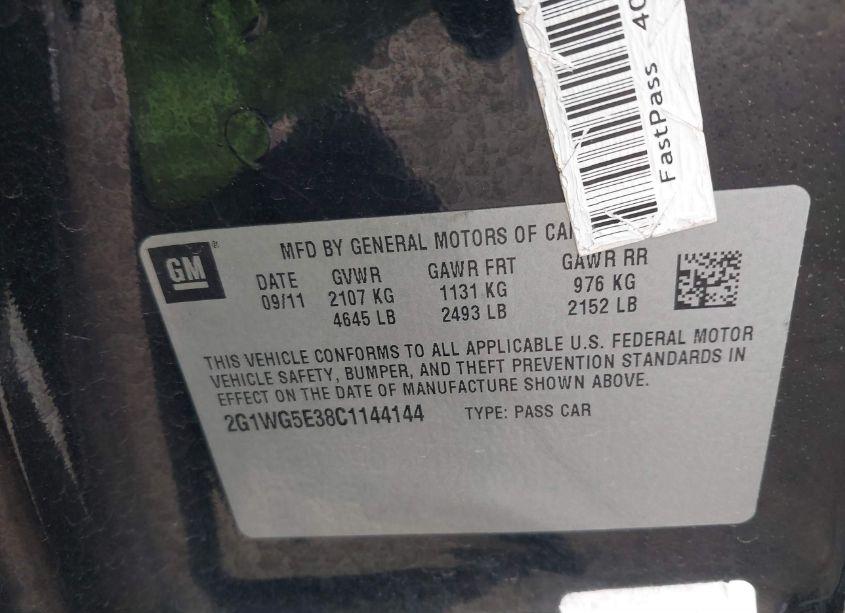 40
FastPass
GM
®
MFD BY GENERAL MOTORS OF
DATE GVWR GAWR FRT GAWR RR
09/11 2107 KG 1131 KG 976 KG
4645 LB 2493 LB 2152 LB
THIS VEHICLE CONFORMS TO ALL APPLICABLE U.S. FEDERAL MOTOR
VEHICLE SAFETY, BUMPER, AND THEFT PREVENTION STANDARDS IN
EFFECT ON THE DATE OF MANUFACTURE SHOWN ABOVE.
2G1WG5E38C1144144 TYPE: PASS CAR